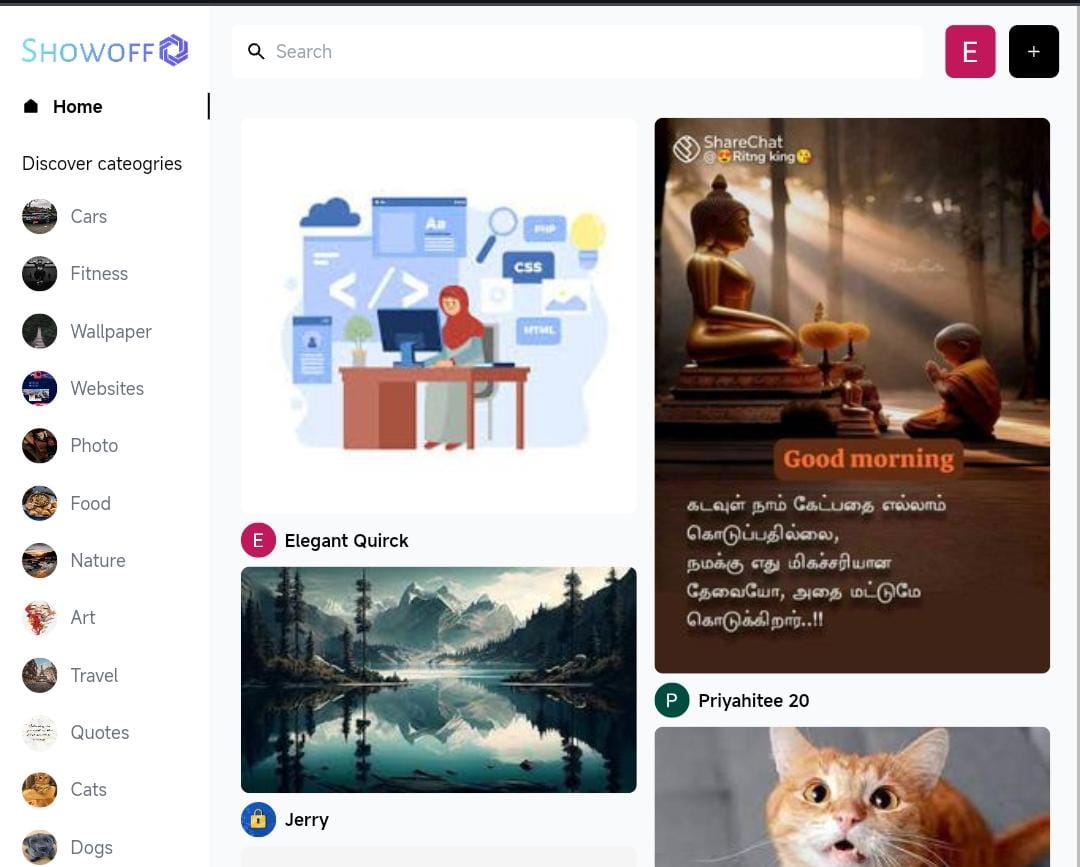 SHOWOFF
Search
E
+
Home
Discover cateogries
Cars
Fitness
Wallpaper
Websites
Photo
Food
Nature
Art
Travel
Quotes
Cats
Dogs
Aa
PHP
CSS
</>
HTML
E Elegant Quirck
Jerry
ShareChat
@😍Ritng king😘
Good morning
கடவுள் நாம் கேட்பதை எல்லாம்
கொடுப்பதில்லை,
நமக்கு எது மிகச்சரியான
தேவையோ, அதை மட்டுமே
கொடுக்கிறார்..!!
P Priyahitee 20